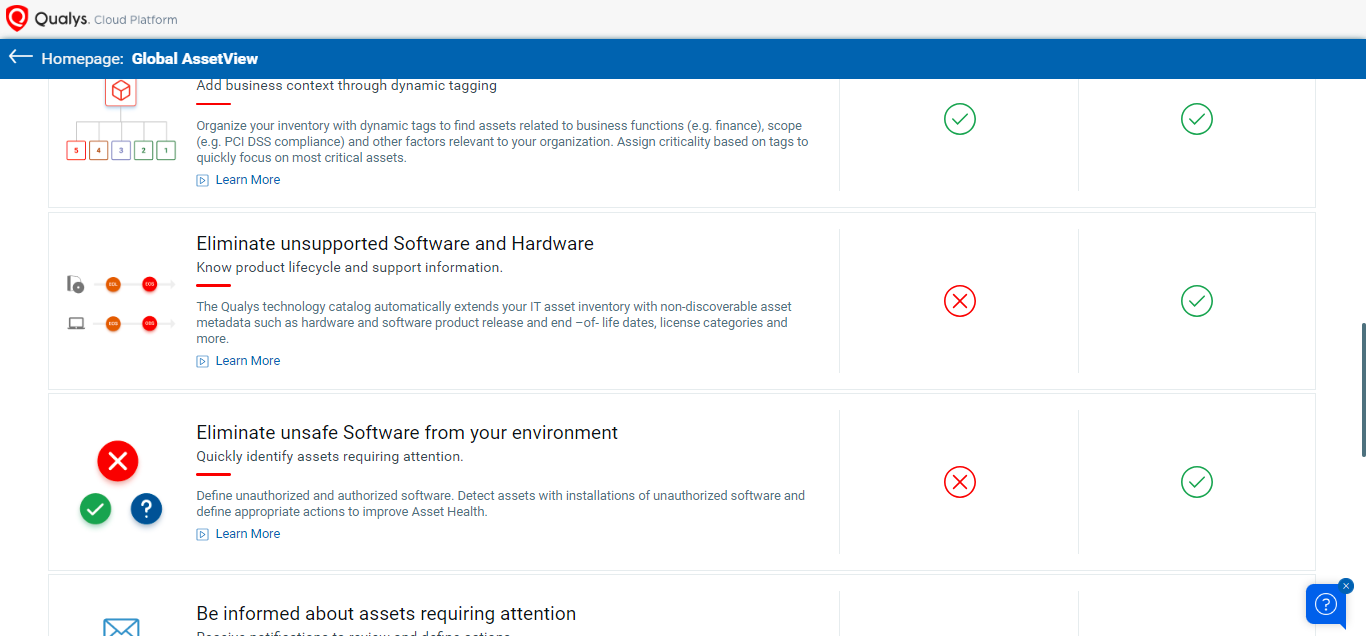 Qualys. Cloud Platform
Homepage: Global AssetView
Add business context through dynamic tagging
Organize your inventory with dynamic tags to find assets related to business functions (e.g. finance), scope
(e.g. PCI DSS compliance) and other factors relevant to your organization. Assign criticality based on tags to
quickly focus on most critical assets.
5 4 3 2 1
Learn More
Eliminate unsupported Software and Hardware
Know product lifecycle and support information.
The Qualys technology catalog automatically extends your IT asset inventory with non-discoverable asset
metadata such as hardware and software product release and end –of- life dates, license categories and
more.
Learn More
Eliminate unsafe Software from your environment
Quickly identify assets requiring attention.
Define unauthorized and authorized software. Detect assets with installations of unauthorized software and
define appropriate actions to improve Asset Health.
?
Learn More
Be informed about assets requiring attention
Receive notifications to review and define actions.
?